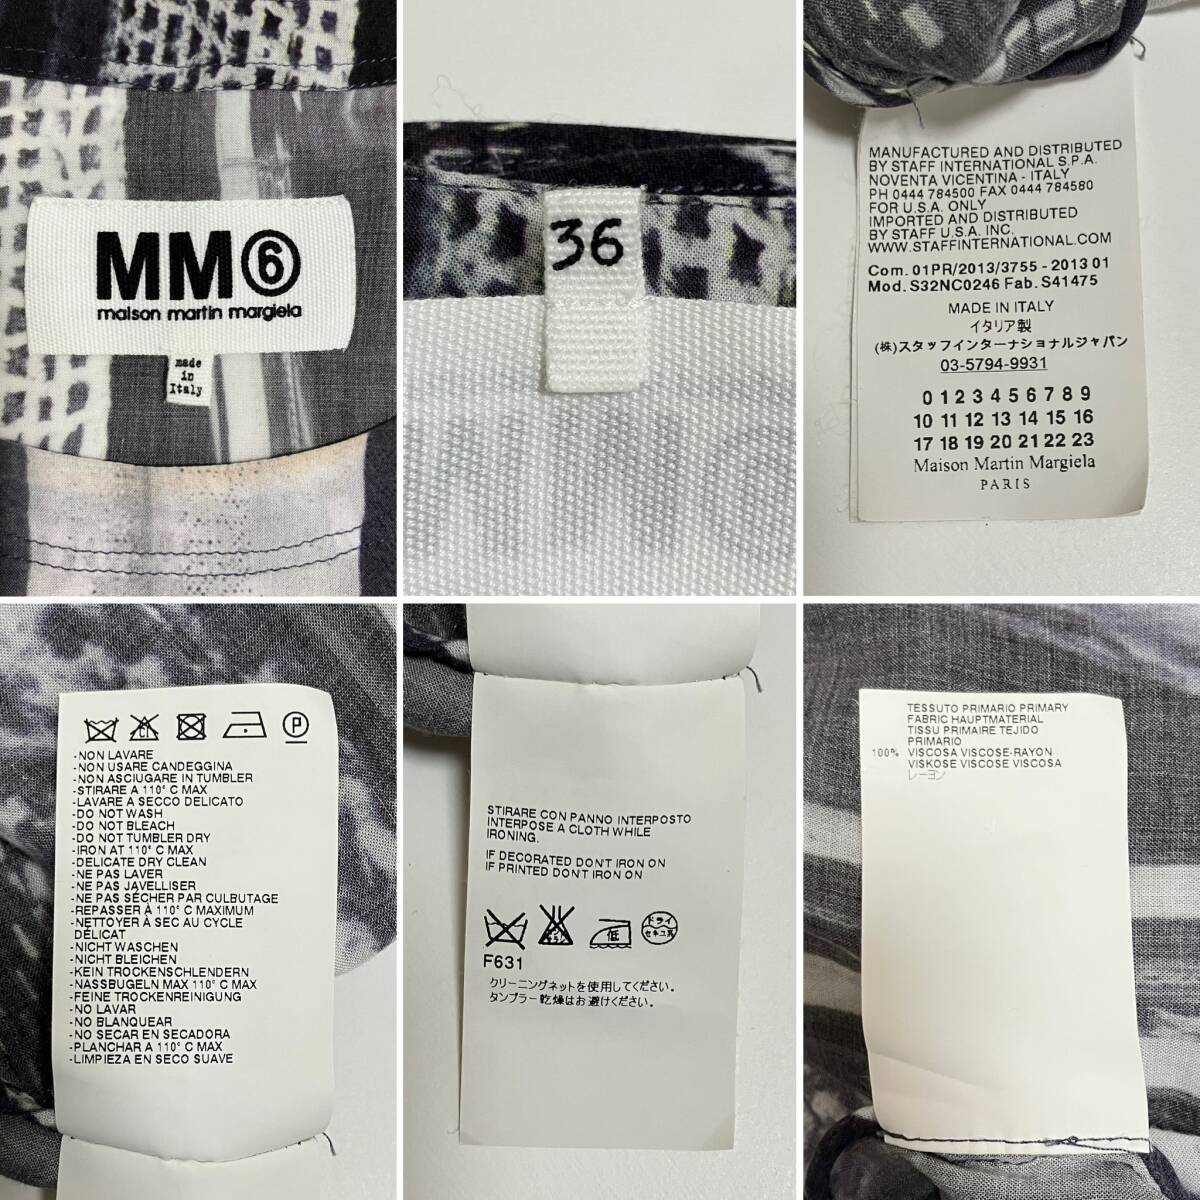 MM⑥
maison martin margiela
made
in
Italy
36
MANUFACTURED AND DISTRIBUTED
BY STAFF INTERNATIONAL S.P.A.
NOVENTA VICENTINA - ITALY
PH 0444 784500 FAX 0444 784580
FOR U.S.A. ONLY
IMPORTED AND DISTRIBUTED
BY STAFF U.S.A. INC.
WWW.STAFFINTERNATIONAL.COM
Com. 01PR/2013/3755 - 2013 01
Mod. S32NC0246 Fab. S41475
MADE IN ITALY
イタリア製
(株)スタッフインターナショナルジャパン
03-5794-9931
0 1 2 3 4 5 6 7 8 9
10 11 12 13 14 15 16
17 18 19 20 21 22 23
Maison Martin Margiela
PARIS
CL P
-NON LAVARE
-NON USARE CANDEGGINA
-NON ASCIUGARE IN TUMBLER
-STIRARE A 110° C MAX
-LAVARE A SECCO DELICATO
-DO NOT WASH
-DO NOT BLEACH
-DO NOT TUMBLER DRY
-IRON AT 110° C MAX
-DELICATE DRY CLEAN
-NE PAS LAVER
-NE PAS JAVELLISER
-NE PAS SÉCHER PAR CULBUTAGE
-REPASSER À 110° C MAXIMUM
-NETTOYER À SEC AU CYCLE
DÉLICAT
-NICHT WASCHEN
-NICHT BLEICHEN
-KEIN TROCKENSCHLENDERN
-NASSBUGELN MAX 110° C MAX
-FEINE TROCKENREINIGUNG
-NO LAVAR
-NO BLANQUEAR
-NO SECAR EN SECADORA
-PLANCHAR A 110° C MAX
-LIMPIEZA EN SECO SUAVE
STIRARE CON PANNO INTERPOSTO
INTERPOSE A CLOTH WHILE
IRONING.
IF DECORATED DON'T IRON ON
IF PRINTED DON'T IRON ON
エンソサラシ 低 ドライ セキユ系
F631
クリーニングネットを使用してください。
タンブラー乾燥はお避けください。
TESSUTO PRIMARIO PRIMARY
FABRIC HAUPTMATERIAL
TISSU PRIMAIRE TEJIDO
PRIMARIO
100% VISCOSA VISCOSE-RAYON
VISKOSE VISCOSE VISCOSA
レーヨン